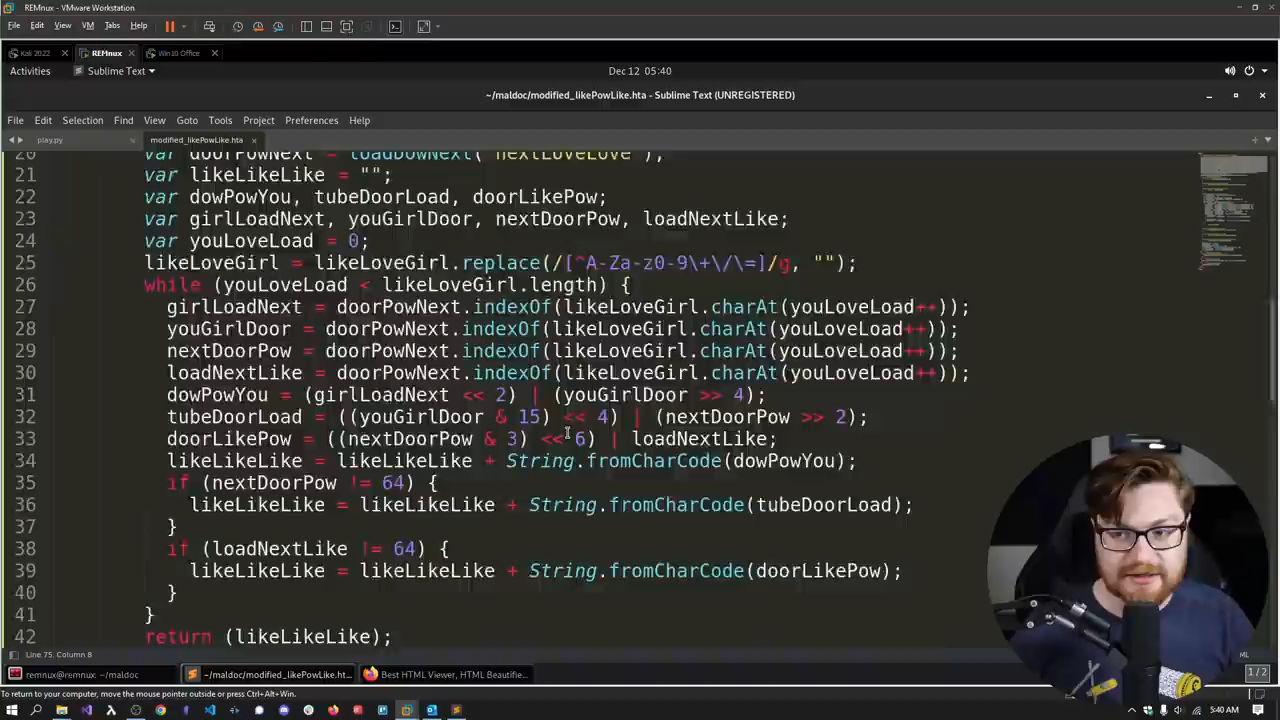 REMnux - VMware Workstation
File Edit View VM Tabs Help
Kali 2022 REMnux Win10 Office
Activities Sublime Text Dec 12 05:40
~/maldoc/modified_likePowLike.hta - Sublime Text (UNREGISTERED)
File Edit Selection Find View Goto Tools Project Preferences Help
play.py modified_likePowLike.hta
20 var doorPowNext = loadDowNext("nextLoveLove"),
21 var likeLikeLike = "";
22 var dowPowYou, tubeDoorLoad, doorLikePow;
23 var girlLoadNext, youGirlDoor, nextDoorPow, loadNextLike;
24 var youLoveLoad = 0;
25 likeLoveGirl = likeLoveGirl.replace(/[^A-Za-z0-9\+\/\=]/g, "");
26 while (youLoveLoad < likeLoveGirl.length) {
27 girlLoadNext = doorPowNext.indexOf(likeLoveGirl.charAt(youLoveLoad++));
28 youGirlDoor = doorPowNext.indexOf(likeLoveGirl.charAt(youLoveLoad++));
29 nextDoorPow = doorPowNext.indexOf(likeLoveGirl.charAt(youLoveLoad++));
30 loadNextLike = doorPowNext.indexOf(likeLoveGirl.charAt(youLoveLoad++));
31 dowPowYou = (girlLoadNext << 2) | (youGirlDoor >> 4);
32 tubeDoorLoad = ((youGirlDoor & 15) << 4) | (nextDoorPow >> 2);
33 doorLikePow = ((nextDoorPow & 3) << 6) | loadNextLike;
34 likeLikeLike = likeLikeLike + String.fromCharCode(dowPowYou);
35 if (nextDoorPow != 64) {
36 likeLikeLike = likeLikeLike + String.fromCharCode(tubeDoorLoad);
37 }
38 if (loadNextLike != 64) {
39 likeLikeLike = likeLikeLike + String.fromCharCode(doorLikePow);
40 }
41 }
42 return (likeLikeLike);
Line 75, Column 8 ML
remnux@remnux: ~/maldoc ~/maldoc/modified_likePowLike.ht... Best HTML Viewer, HTML Beautifie... 1 / 2
To return to your computer, move the mouse pointer outside or press Ctrl+Alt+Win.
5:40 AM